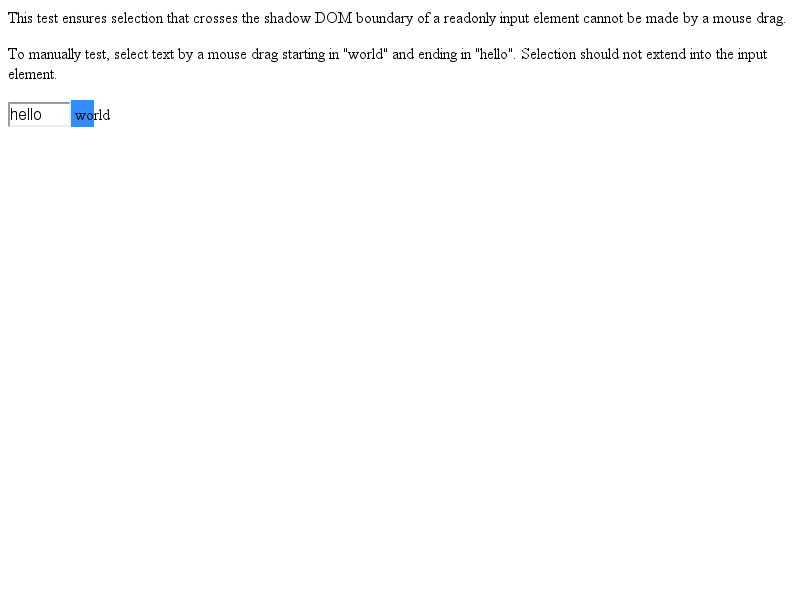 This test ensures selection that crosses the shadow DOM boundary of a readonly input element cannot be made by a mouse drag.
To manually test, select text by a mouse drag starting in "world" and ending in "hello". Selection should not extend into the input
element.
hello world